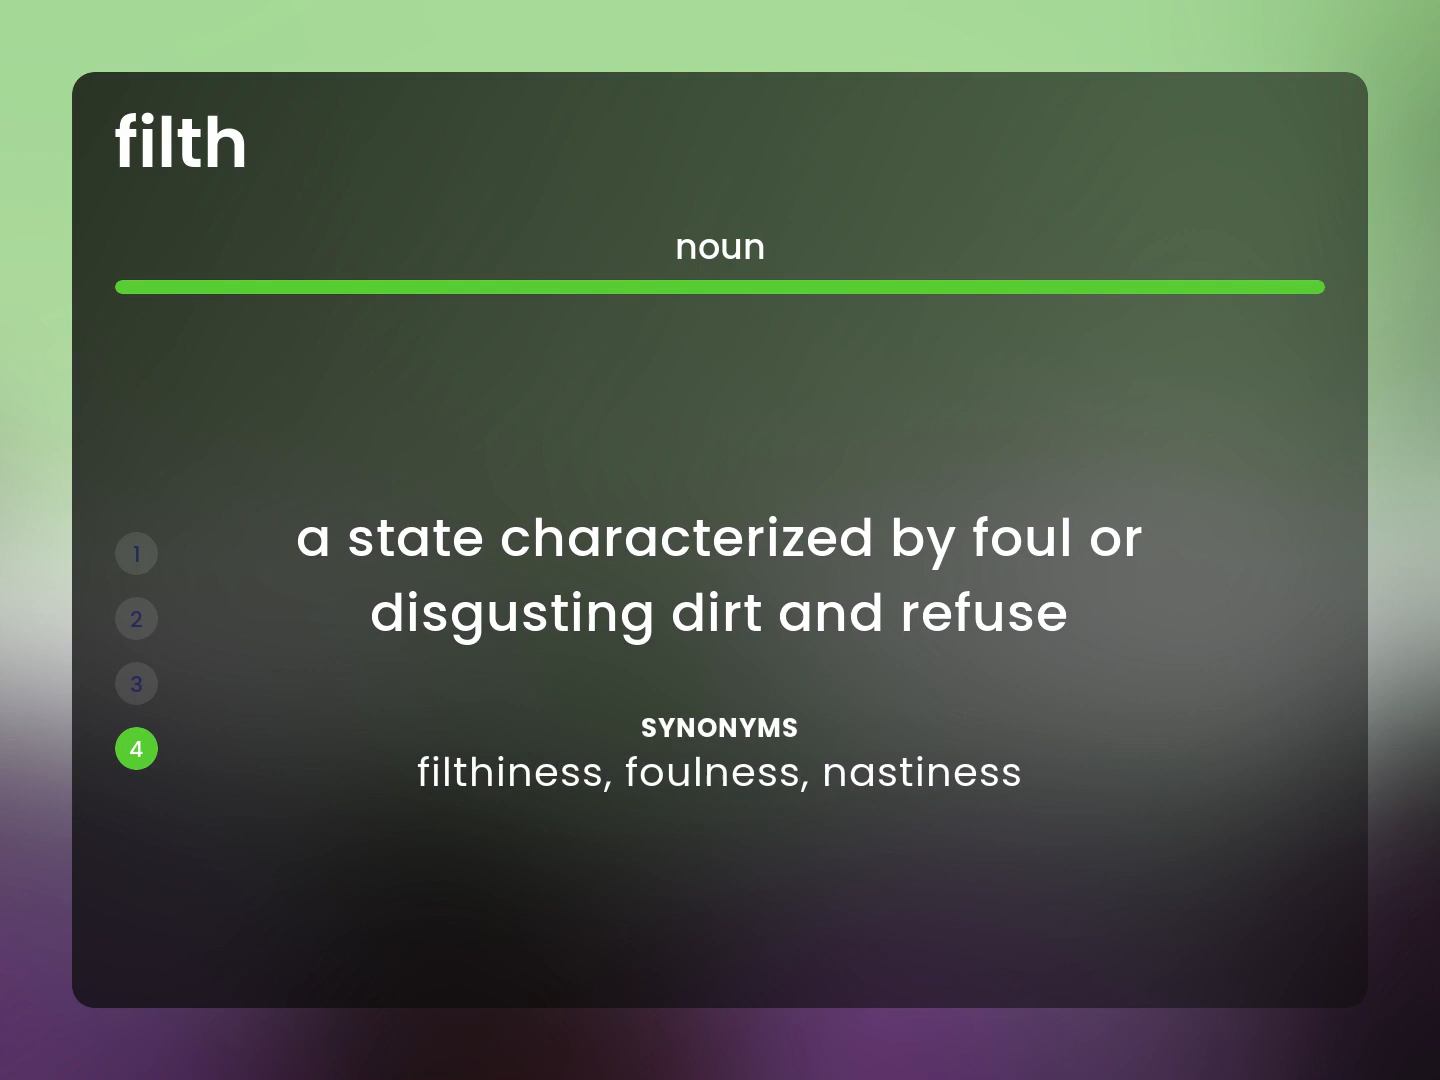 filth
noun
a state characterized by foul or
disgusting dirt and refuse
1
2
3
4
SYNONYMS
filthiness, foulness, nastiness